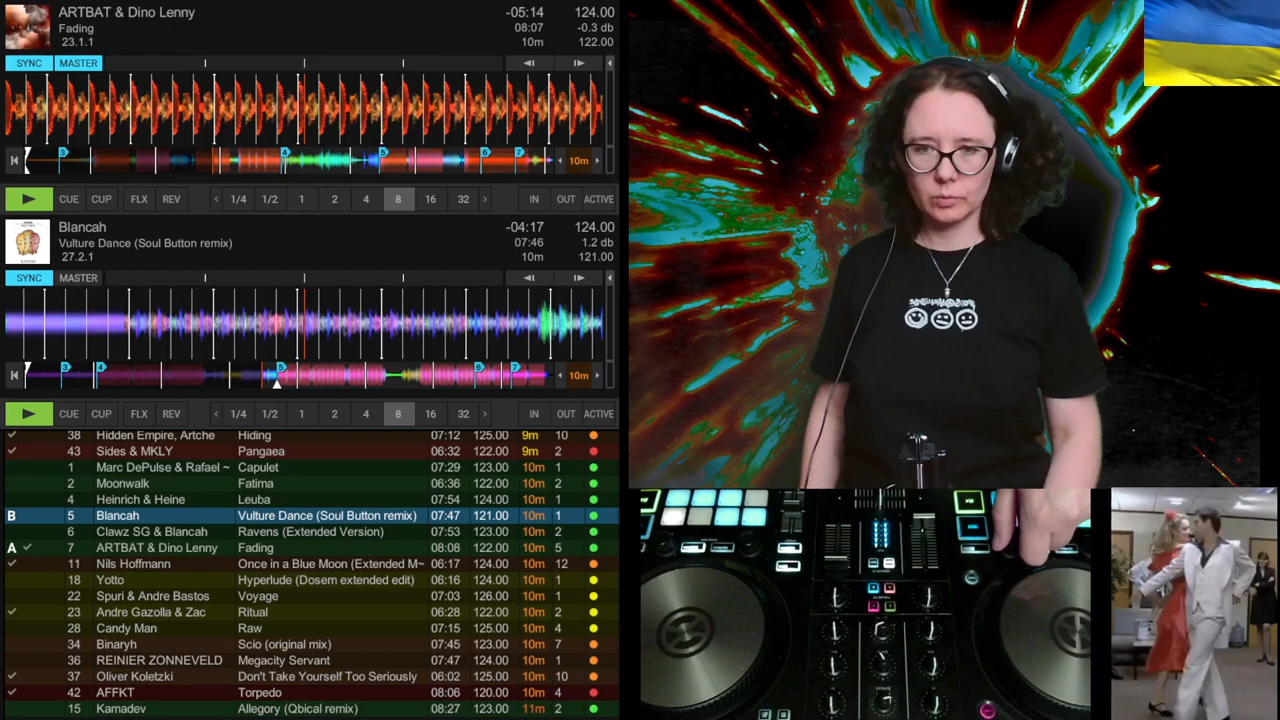 ARTBAT & Dino Lenny -05:14 124.00
Fading 08:07 -0.3 db
23.1.1 10m 122.00
SYNC MASTER
3 4 5 6 7 10m
CUE CUP FLX REV < 1/4 1/2 1 2 4 8 16 32 > IN OUT ACTIVE
Blancah -04:17 124.00
Vulture Dance (Soul Button remix) 07:46 1.2 db
27.2.1 10m 121.00
SYNC MASTER
3 4 5 6 7 10m
CUE CUP FLX REV < 1/4 1/2 1 2 4 8 16 32 > IN OUT ACTIVE
38 Hidden Empire, Artche Hiding 07:12 125.00 9m 10
43 Sides & MKLY Pangaea 06:32 122.00 9m 2
1 Marc DePulse & Rafael ~ Capulet 07:29 123.00 10m 1
2 Moonwalk Fatima 06:36 122.00 10m 2
4 Heinrich & Heine Leuba 07:54 124.00 10m 1
B 5 Blancah Vulture Dance (Soul Button remix) 07:47 121.00 10m 1
6 Clawz SG & Blancah Ravens (Extended Version) 07:53 123.00 10m 2
A 7 ARTBAT & Dino Lenny Fading 08:08 122.00 10m 5
11 Nils Hoffmann Once in a Blue Moon (Extended M~ 06:17 124.00 10m 12
18 Yotto Hyperlude (Dosem extended edit) 06:16 124.00 10m 1
22 Spuri & Andre Bastos Voyage 07:03 126.00 10m 1
23 Andre Gazolla & Zac Ritual 06:28 122.00 10m 2
28 Candy Man Raw 07:15 125.00 10m 4
34 Binaryh Scio (original mix) 07:45 123.00 10m 7
36 REINIER ZONNEVELD Megacity Servant 07:47 124.00 10m 1
37 Oliver Koletzki Don't Take Yourself Too Seriously 06:02 125.00 10m 10
42 AFFKT Torpedo 08:06 120.00 10m 4
15 Kamadev Allegory (Qbical remix) 08:27 123.00 11m 2